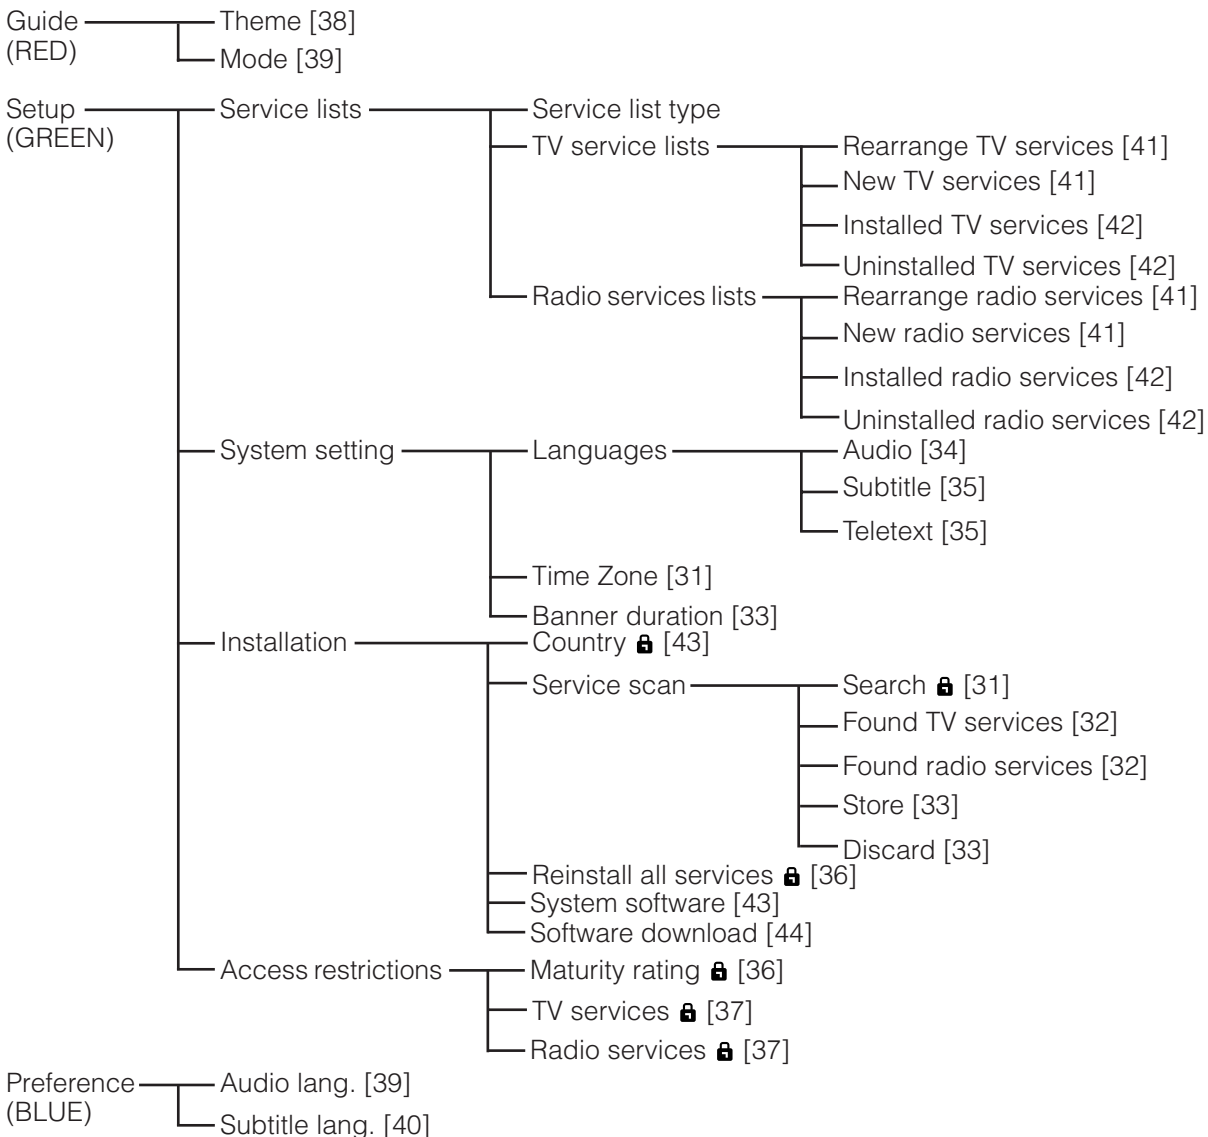 Guide
(RED)
Theme [38]
Mode [39]
Setup
(GREEN)
Service lists
Service list type
TV service lists
Rearrange TV services [41]
New TV services [41]
Installed TV services [42]
Uninstalled TV services [42]
Radio services lists
Rearrange radio services [41]
New radio services [41]
Installed radio services [42]
Uninstalled radio services [42]
System setting
Languages
Audio [34]
Subtitle [35]
Teletext [35]
Time Zone [31]
Banner duration [33]
Installation
Country [43]
Service scan
Search [31]
Found TV services [32]
Found radio services [32]
Store [33]
Discard [33]
Reinstall all services [36]
System software [43]
Software download [44]
Access restrictions
Maturity rating [36]
TV services [37]
Radio services [37]
Preference
(BLUE)
Audio lang. [39]
Subtitle lang. [40]